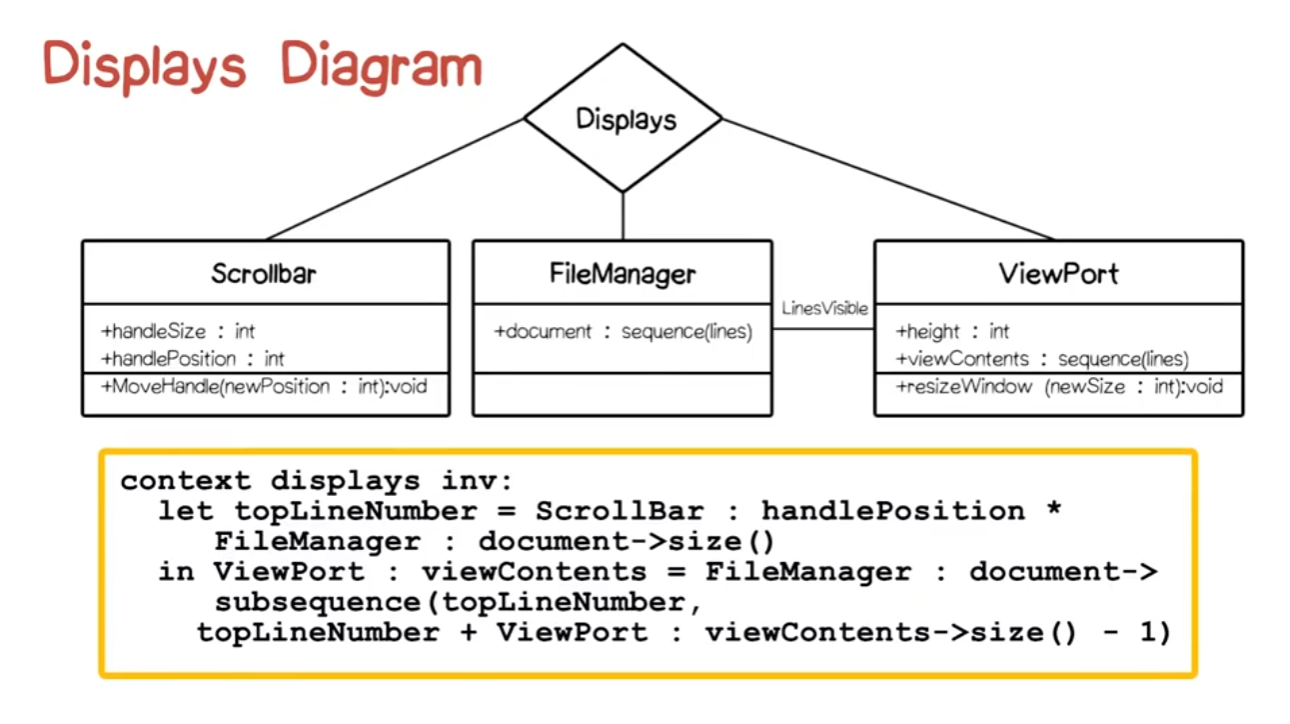 Displays Diagram
Displays
Scrollbar
+handleSize : int
+handlePosition : int
+MoveHandle(newPosition : int):void
FileManager
+document : sequence(lines)
LinesVisible
ViewPort
+height : int
+viewContents : sequence(lines)
+resizeWindow (newSize : int):void
context displays inv:
let topLineNumber = ScrollBar : handlePosition *
FileManager : document->size()
in ViewPort : viewContents = FileManager : document->
subsequence(topLineNumber,
topLineNumber + ViewPort : viewContents->size() - 1)